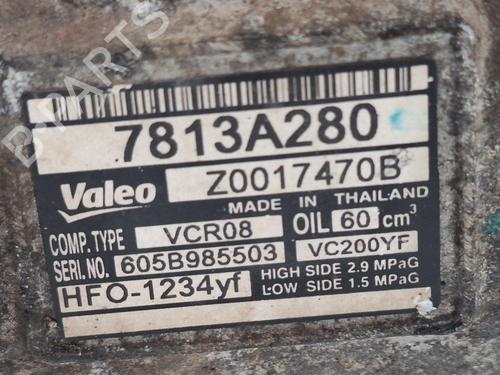 7813A280
Valeo Z0017470B
MADE IN THAILAND
COMP.TYPE VCR08 OIL 60 cm³
SERI.NO. 605B985503 VC200YF
HFO-1234yf HIGH SIDE 2.9 MPaG
LOW SIDE 1.5 MPaG
B-PARTS